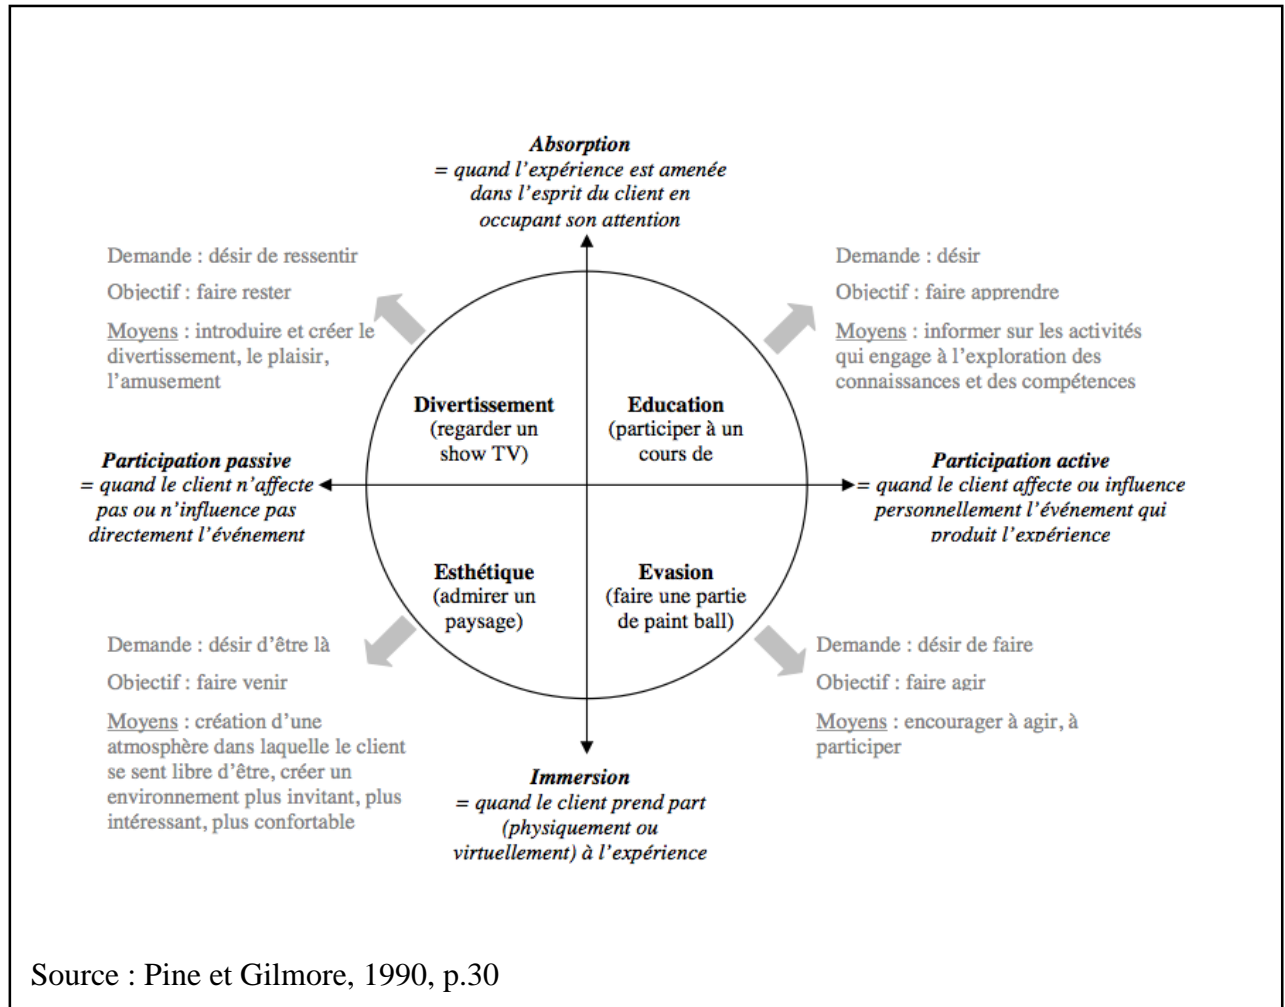 Absorption
= quand l'expérience est amenée
dans l'esprit du client en
occupant son attention
Demande : désir de ressentir
Objectif : faire rester
Moyens : introduire et créer le
divertissement, le plaisir,
l'amusement
Demande : désir
Objectif : faire apprendre
Moyens : informer sur les activités
qui engage à l'exploration des
connaissances et des compétences
Divertissement
(regarder un
show TV)
Education
(participer à un
cours de
Participation passive
= quand le client n'affecte
pas ou n'influence pas
directement l'événement
Participation active
= quand le client affecte ou influence
personnellement l'événement qui
produit l'expérience
Esthétique
(admirer un
paysage)
Evasion
(faire une partie
de paint ball)
Demande : désir d'être là
Objectif : faire venir
Moyens : création d'une
atmosphère dans laquelle le client
se sent libre d'être, créer un
environnement plus invitant, plus
intéressant, plus confortable
Demande : désir de faire
Objectif : faire agir
Moyens : encourager à agir, à
participer
Immersion
= quand le client prend part
(physiquement ou
virtuellement) à l'expérience
Source : Pine et Gilmore, 1990, p.30